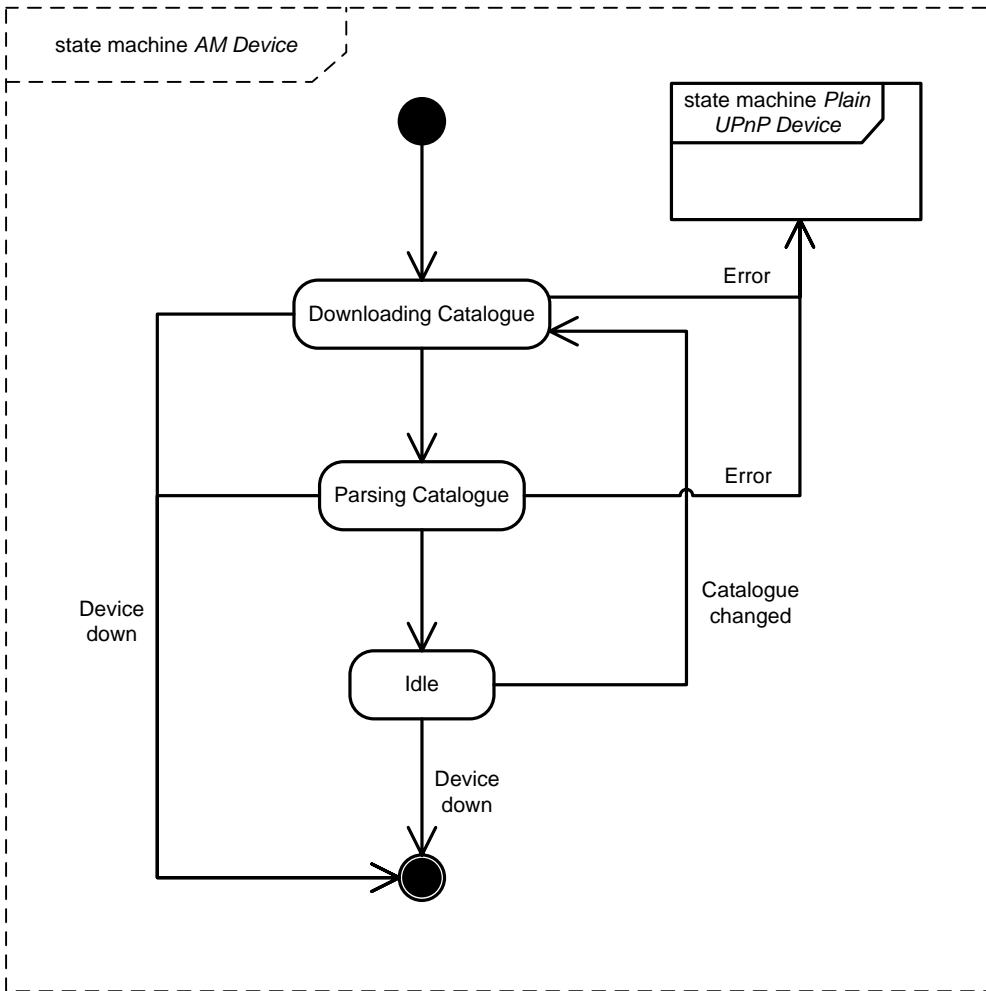 state machine AM Device
state machine Plain
UPnP Device
Downloading Catalogue
Error
Parsing Catalogue
Error
Device
down
Catalogue
changed
Idle
Device
down